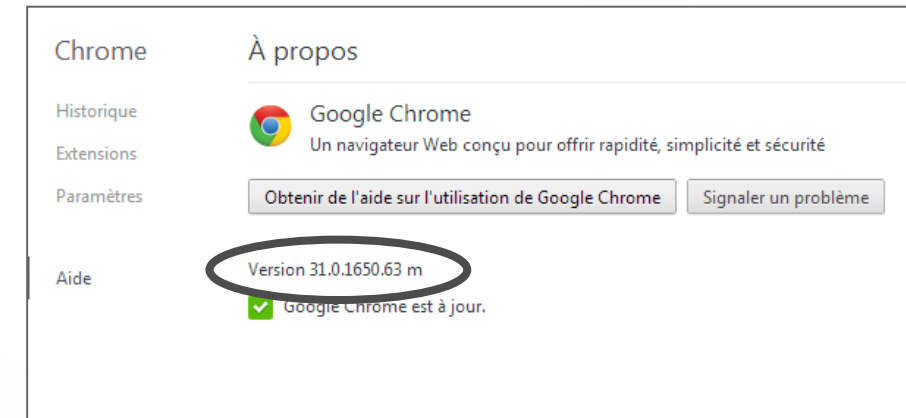 Chrome
À propos
Historique
Extensions
Paramètres
Aide
Google Chrome
Un navigateur Web conçu pour offrir rapidité, simplicité et sécurité
Obtenir de l'aide sur l'utilisation de Google Chrome
Signaler un problème
Version 31.0.1650.63 m
Google Chrome est à jour.